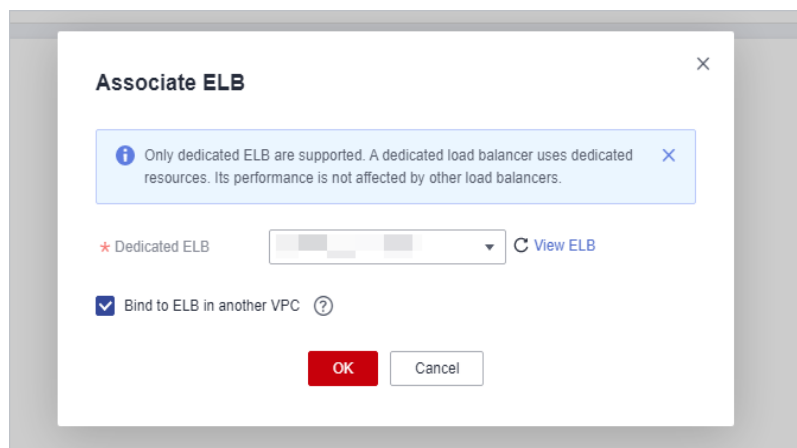 Associate ELB
Only dedicated ELB are supported. A dedicated load balancer uses dedicated
resources. Its performance is not affected by other load balancers.
* Dedicated ELB View ELB
Bind to ELB in another VPC ?
OK Cancel